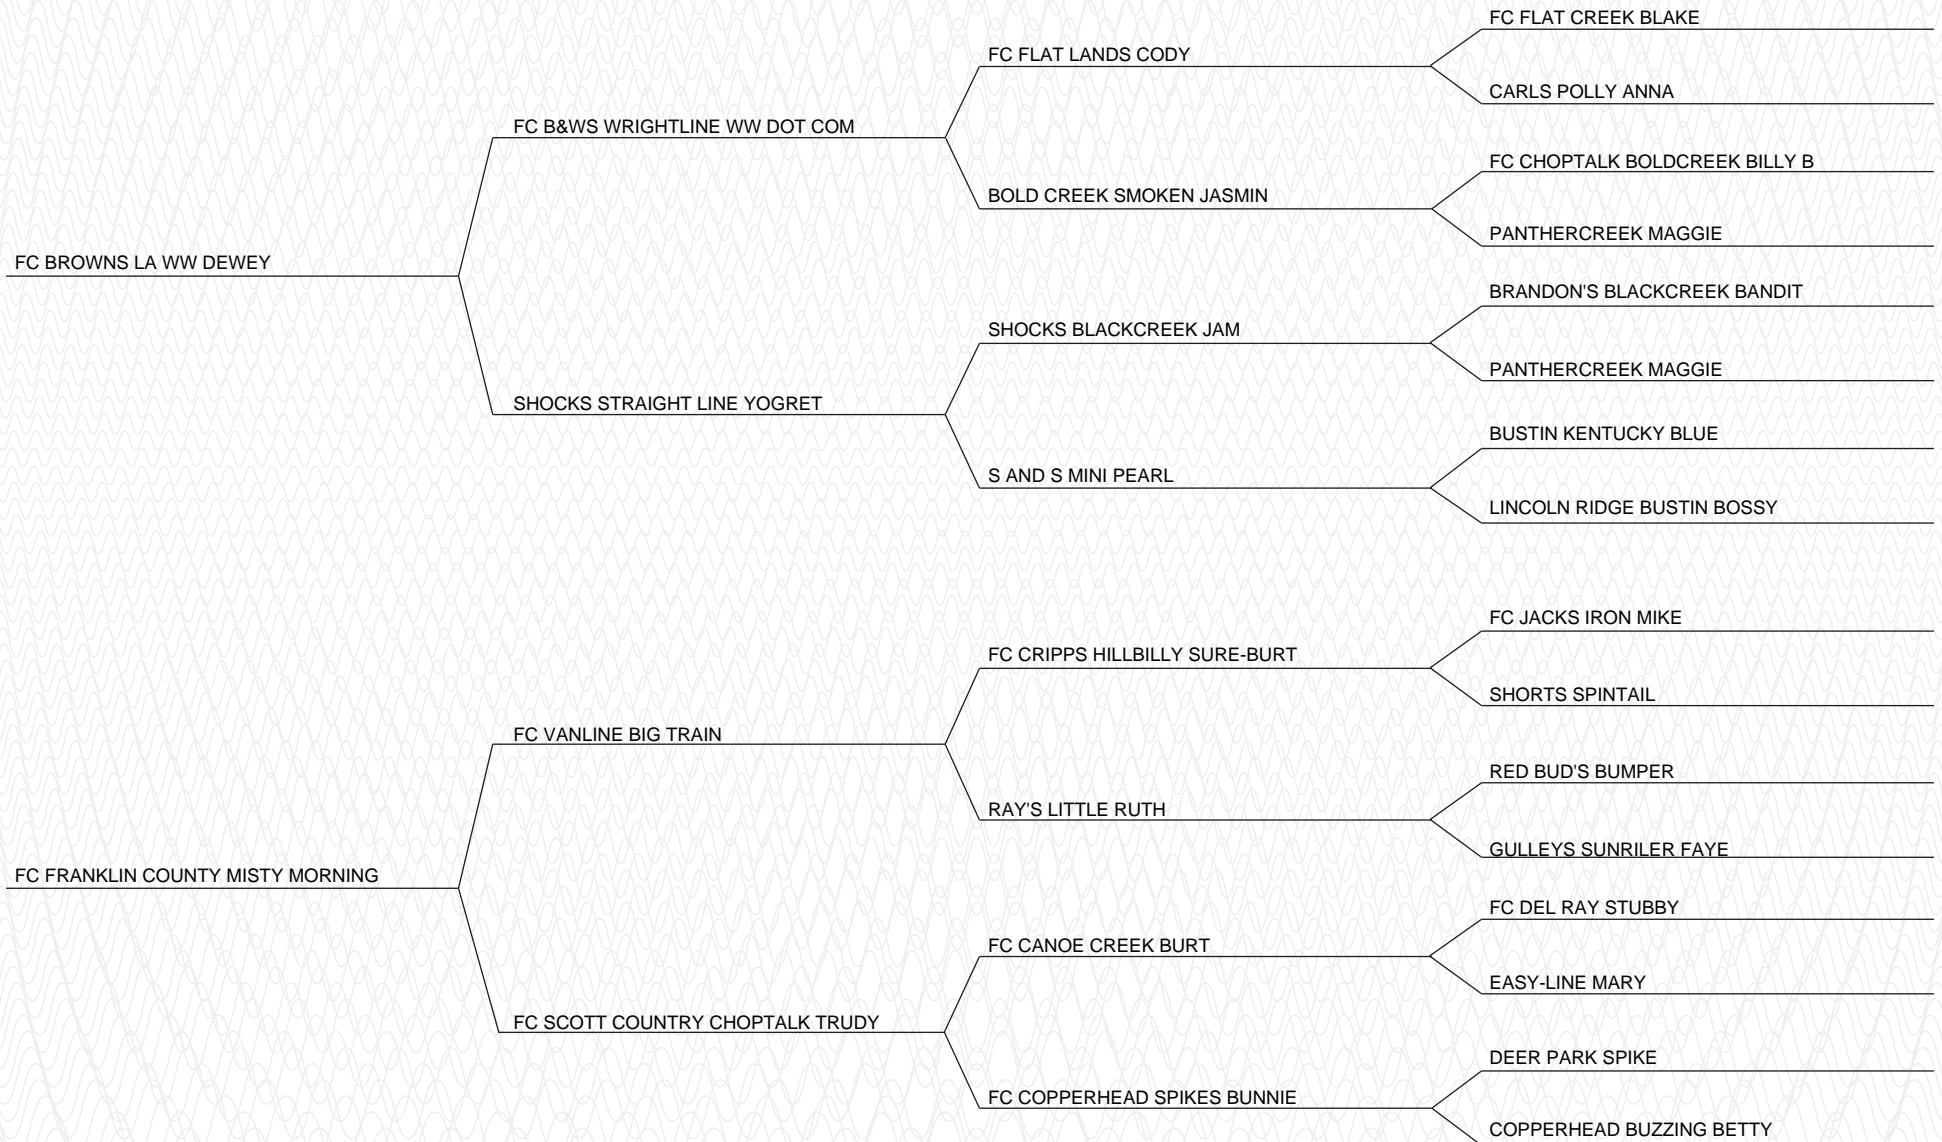 FC FLAT CREEK BLAKE
FC FLAT LANDS CODY
CARLS POLLY ANNA
FC B&WS WRIGHTLINE WW DOT COM
FC CHOPTALK BOLDCREEK BILLY B
BOLD CREEK SMOKEN JASMIN
PANTHERCREEK MAGGIE
FC BROWNS LA WW DEWEY
BRANDON'S BLACKCREEK BANDIT
SHOCKS BLACKCREEK JAM
PANTHERCREEK MAGGIE
SHOCKS STRAIGHT LINE YOGRET
BUSTIN KENTUCKY BLUE
S AND S MINI PEARL
LINCOLN RIDGE BUSTIN BOSSY
FC JACKS IRON MIKE
FC CRIPPS HILLBILLY SURE-BURT
SHORTS SPINTAIL
FC VANLINE BIG TRAIN
RED BUD'S BUMPER
RAY'S LITTLE RUTH
GULLEYS SUNRILER FAYE
FC FRANKLIN COUNTY MISTY MORNING
FC DEL RAY STUBBY
FC CANOE CREEK BURT
EASY-LINE MARY
FC SCOTT COUNTRY CHOPTALK TRUDY
DEER PARK SPIKE
FC COPPERHEAD SPIKES BUNNIE
COPPERHEAD BUZZING BETTY